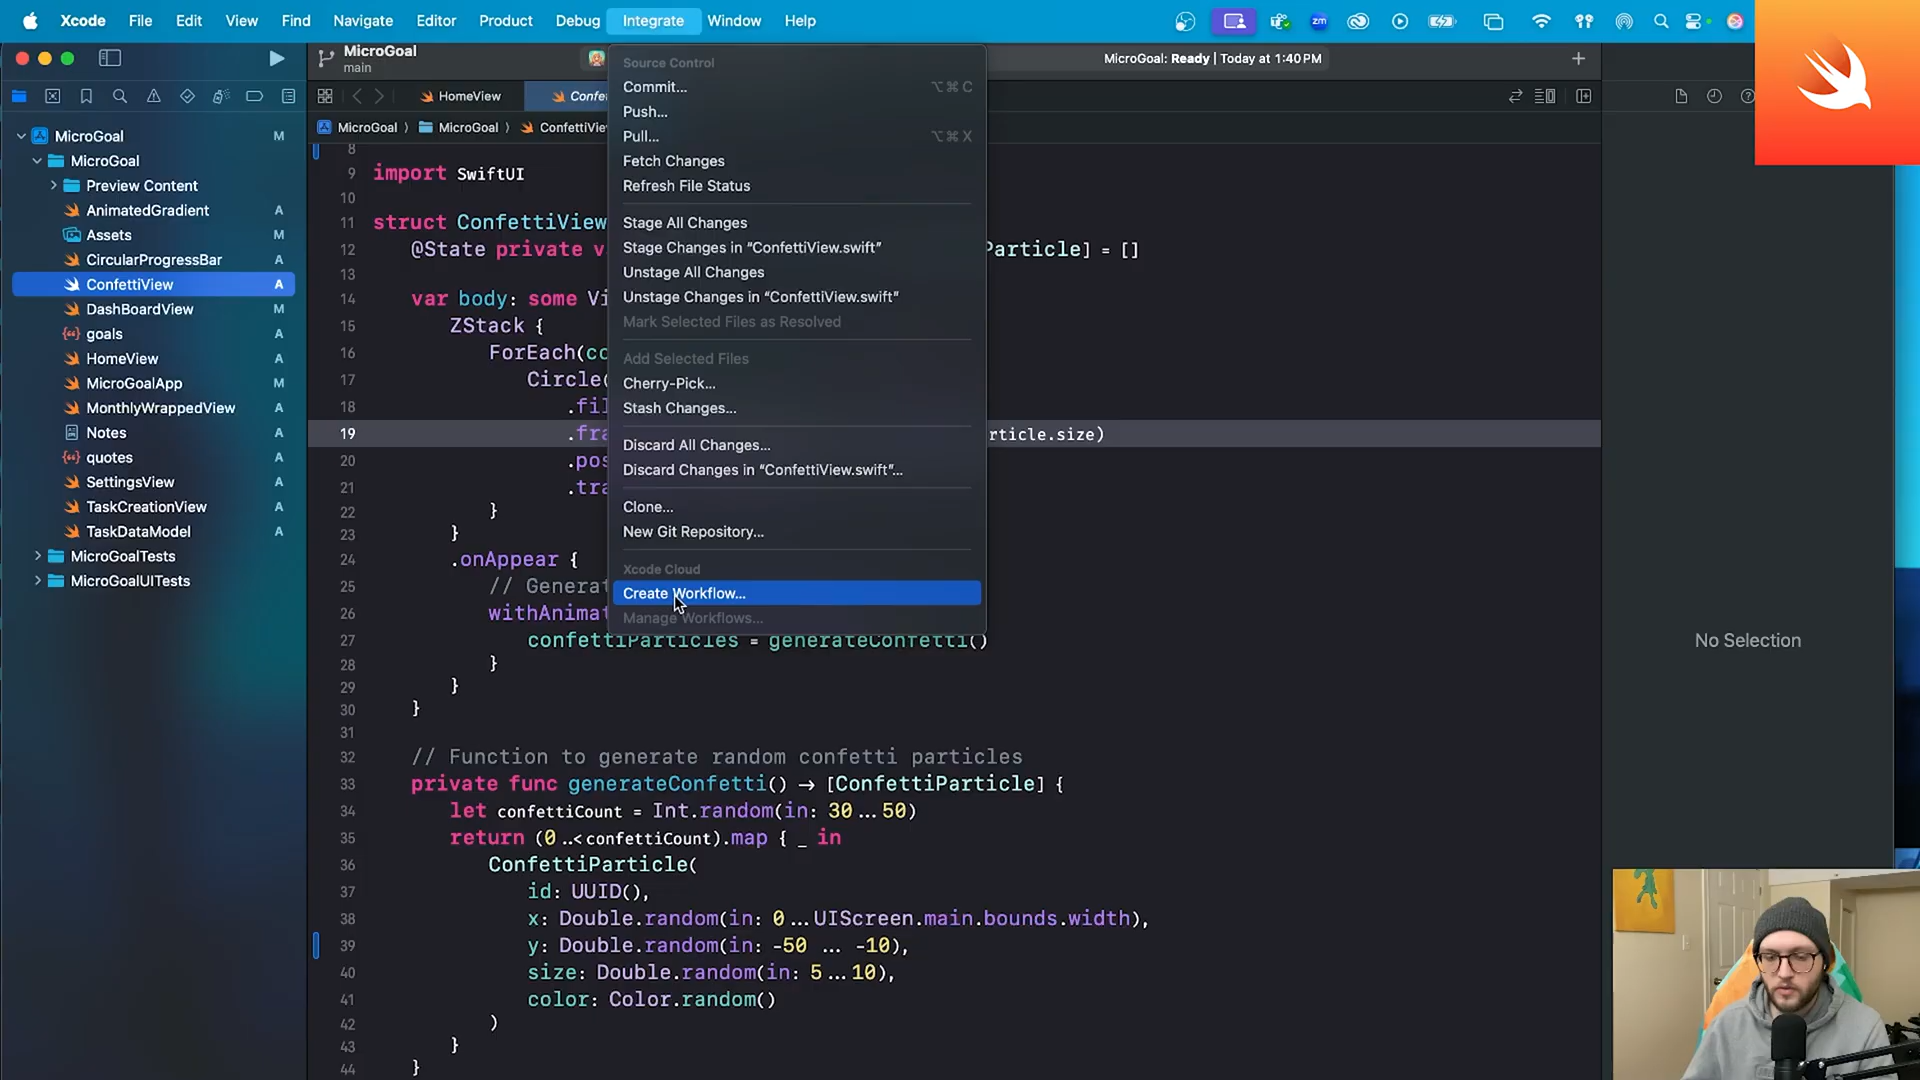 Xcode File Edit View Find Navigate Editor Product Debug Integrate Window Help
zm
MicroGoal
main
MicroGoal: Ready | Today at 1:40 PM
HomeView
Confe
MicroGoal
MicroGoal
ConfettiVie
MicroGoal M
MicroGoal
Preview Content
AnimatedGradient A
Assets M
CircularProgressBar A
ConfettiView A
DashBoardView M
goals A
HomeView A
MicroGoalApp M
MonthlyWrappedView A
Notes A
quotes A
SettingsView A
TaskCreationView A
TaskDataModel A
MicroGoalTests
MicroGoalUITests
Source Control
Commit... ⌥⌘C
Push...
Pull... ⌥⌘X
Fetch Changes
Refresh File Status
Stage All Changes
Stage Changes in “ConfettiView.swift”
Unstage All Changes
Unstage Changes in “ConfettiView.swift”
Mark Selected Files as Resolved
Add Selected Files
Cherry-Pick...
Stash Changes...
Discard All Changes...
Discard Changes in “ConfettiView.swift”...
Clone...
New Git Repository...
Xcode Cloud
Create Workflow...
Manage Workflows...
8
9 import SwiftUI
10
11 struct ConfettiView
12 @State private v Particle] = []
13
14 var body: some Vi
15 ZStack {
16 ForEach(co
17 Circle(
18 .fil
19 .fra rticle.size)
20 .pos
21 .tra
22 }
23 }
24 .onAppear {
25 // Generat
26 withAnimat
27 confettiParticles = generateConfetti()
28 }
29 }
30 }
31
32 // Function to generate random confetti particles
33 private func generateConfetti() -> [ConfettiParticle] {
34 let confettiCount = Int.random(in: 30...50)
35 return (0..<confettiCount).map { _ in
36 ConfettiParticle(
37 id: UUID(),
38 x: Double.random(in: 0...UIScreen.main.bounds.width),
39 y: Double.random(in: -50 ... -10),
40 size: Double.random(in: 5...10),
41 color: Color.random()
42 )
43 }
44 }
No Selection